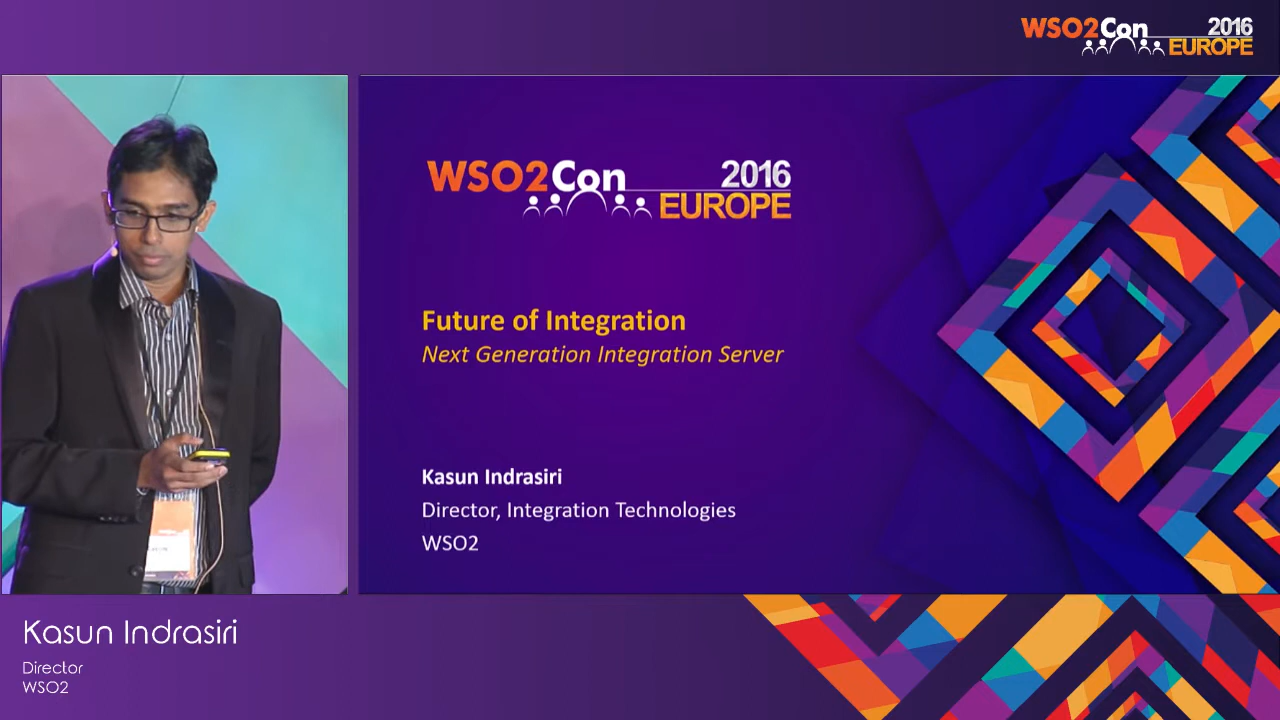 WSO2Con 2016
EUROPE
WSO2Con 2016
EUROPE
Future of Integration
Next Generation Integration Server
Kasun Indrasiri
Director, Integration Technologies
WSO2
Kasun Indrasiri
Director
WSO2